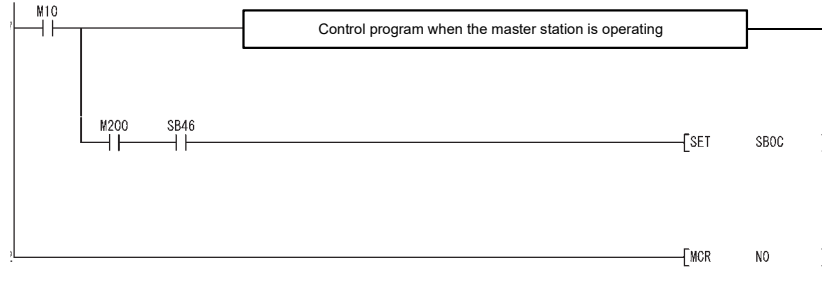 M10
Control program when the master station is operating
M200 SB46
SET SB0C
MCR N0